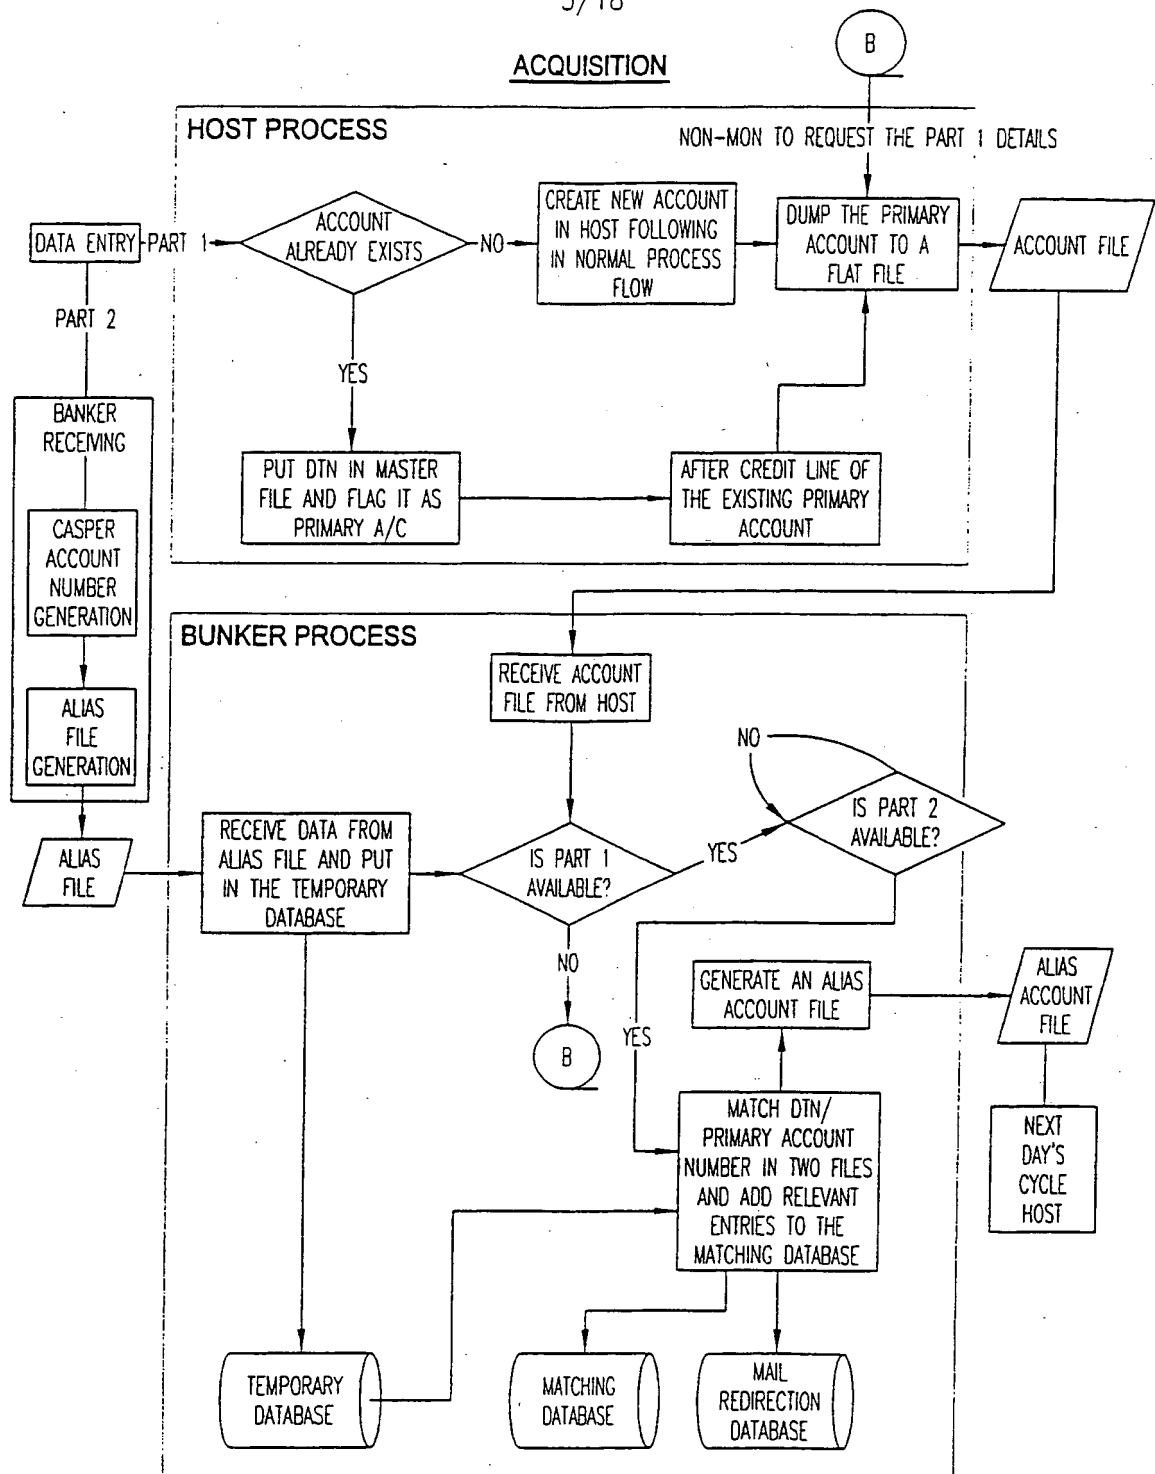 5/18
B
ACQUISITION
HOST PROCESS
NON-MON TO REQUEST THE PART 1 DETAILS
DATA ENTRY
PART 1
ACCOUNT
ALREADY EXISTS
NO
CREATE NEW ACCOUNT
IN HOST FOLLOWING
IN NORMAL PROCESS
FLOW
DUMP THE PRIMARY
ACCOUNT TO A
FLAT FILE
ACCOUNT FILE
PART 2
YES
BANKER
RECEIVING
PUT DTN IN MASTER
FILE AND FLAG IT AS
PRIMARY A/C
AFTER CREDIT LINE OF
THE EXISTING PRIMARY
ACCOUNT
CASPER
ACCOUNT
NUMBER
GENERATION
BUNKER PROCESS
RECEIVE ACCOUNT
FILE FROM HOST
ALIAS
FILE
GENERATION
NO
IS PART 2
AVAILABLE?
RECEIVE DATA FROM
ALIAS FILE AND PUT
IN THE TEMPORARY
DATABASE
IS PART 1
AVAILABLE?
YES
ALIAS
FILE
NO
GENERATE AN ALIAS
ACCOUNT FILE
ALIAS
ACCOUNT
FILE
YES
B
MATCH DTN/
PRIMARY ACCOUNT
NUMBER IN TWO FILES
AND ADD RELEVANT
ENTRIES TO THE
MATCHING DATABASE
NEXT
DAY'S
CYCLE
HOST
TEMPORARY
DATABASE
MATCHING
DATABASE
MAIL
REDIRECTION
DATABASE